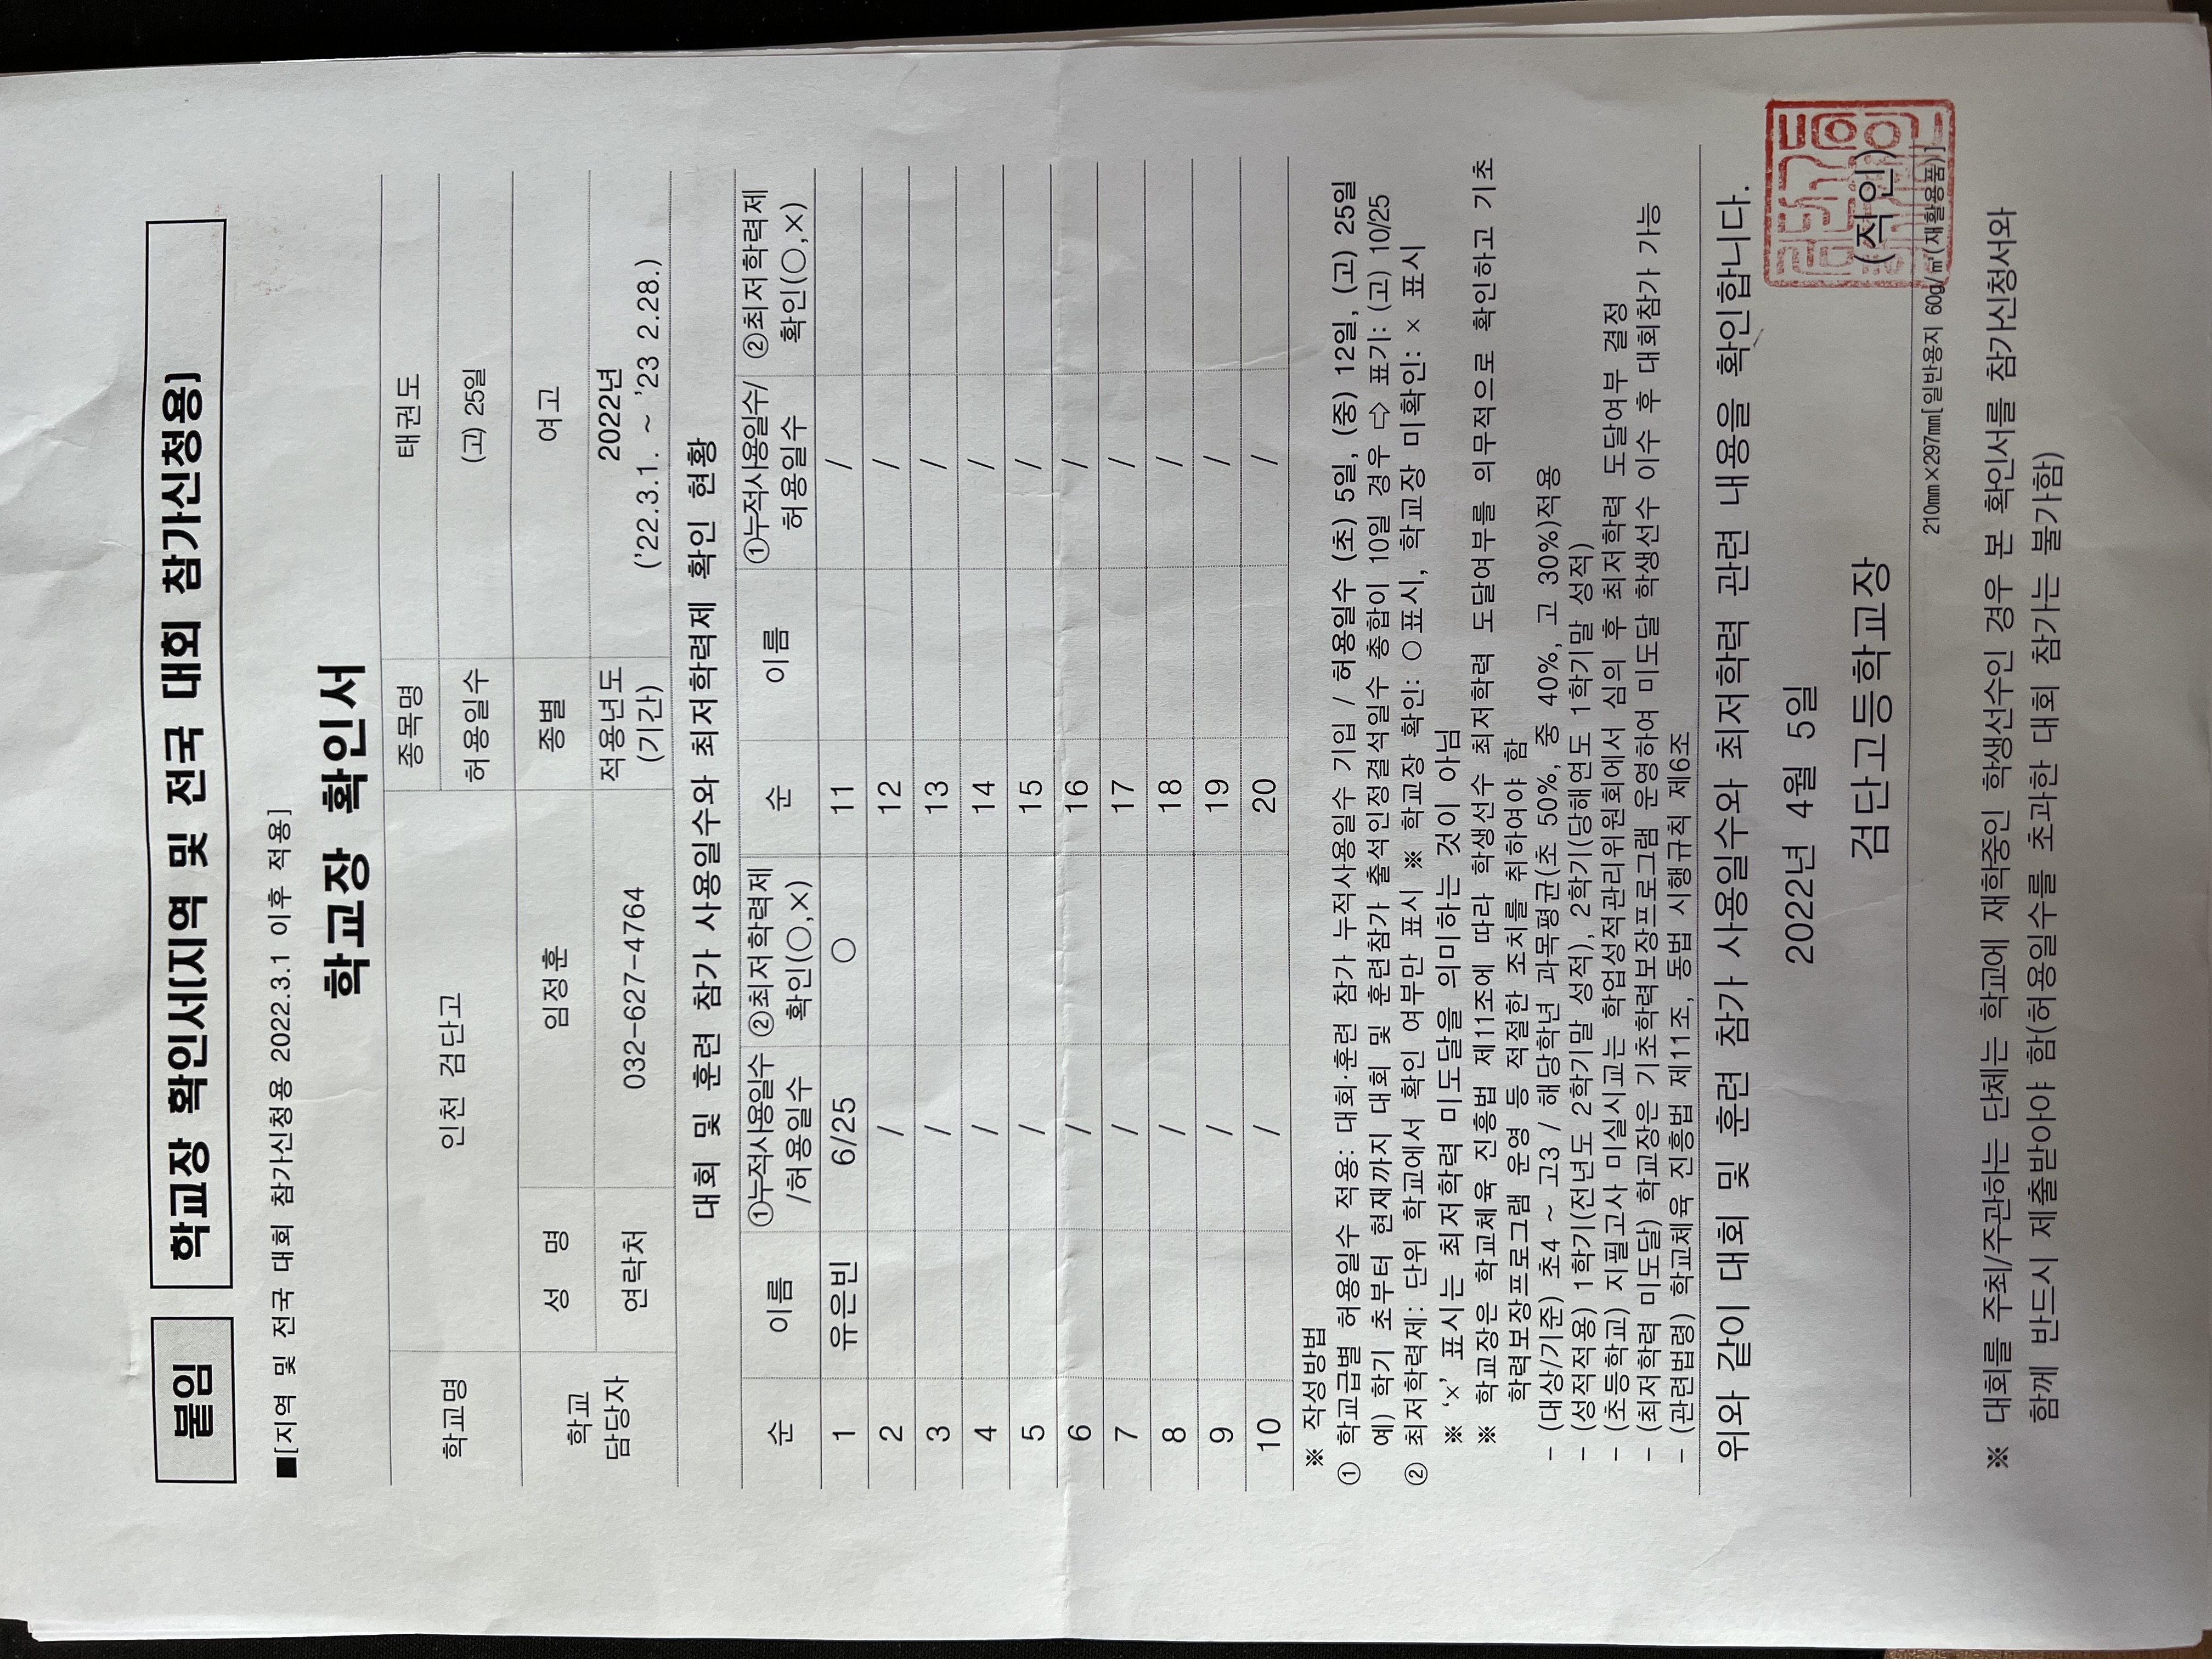 붙임
학교장 확인서[지역 및 전국 대회 참가신청용]
■[지역 및 전국 대회 참가신청용 2022.3.1 이후 적용]
학교장 확인서
학교명 인천 검단고 종목명 태권도
허용일수 (고) 25일
학교 담당자 성 명 임정훈 종별 여고
연락처 032-627-4764 적용년도 (기간) 2022년 ('22.3.1. ~ '23 2.28.)
대회 및 훈련 참가 사용일수와 최저학력제 확인 현황
순 이름 ①누적사용일수/허용일수 ②최저학력제 확인(○,×) 순 이름 ①누적사용일수/허용일수 ②최저학력제 확인(○,×)
1 유은빈 6/25 ○ 11 /
2 / 12 /
3 / 13 /
4 / 14 /
5 / 15 /
6 / 16 /
7 / 17 /
8 / 18 /
9 / 19 /
10 / 20 /
※ 작성방법
① 학교급별 허용일수 적용: 대회·훈련 참가 누적사용일수 기입 / 허용일수 (초) 5일, (중) 12일, (고) 25일
예) 학기 초부터 현재까지 대회 및 훈련참가 출석인정결석일수 총합이 10일 경우 ⇨ 표기: (고) 10/25
② 최저학력제: 단위 학교에서 확인 여부만 표시 ※ 학교장 확인: ○표시, 학교장 미확인: × 표시
※ '×' 표시는 최저학력 미도달을 의미하는 것이 아님
※ 학교장은 학교체육 진흥법 제11조에 따라 학생선수 최저학력 도달여부를 의무적으로 확인하고 기초
학력보장프로그램 운영 등 적절한 조치를 취하여야 함
- (대상/기준) 초4 ~ 고3 / 해당학년 과목평균(초 50%, 중 40%, 고 30%)적용
- (성적적용) 1학기(전년도 2학기말 성적), 2학기(당해연도 1학기말 성적)
- (초등학교) 지필고사 미실시교는 학업성적관리위원회에서 심의 후 최저학력 도달여부 결정
- (최저학력 미도달) 학교장은 기초학력보장프로그램 운영하여 미도달 학생선수 이수 후 대회참가 가능
- (관련법령) 학교체육 진흥법 제11조, 동법 시행규칙 제6조
위와 같이 대회 및 훈련 참가 사용일수와 최저학력 관련 내용을 확인합니다.
2022년 4월 5일
검단고등학교장 (직인)
210mm×297mm[일반용지 60g/㎡(재활용품)]
※ 대회를 주최/주관하는 단체는 학교에 재학중인 학생선수인 경우 본 확인서를 참가신청서와
함께 반드시 제출받아야 함(허용일수를 초과한 대회 참가는 불가함)